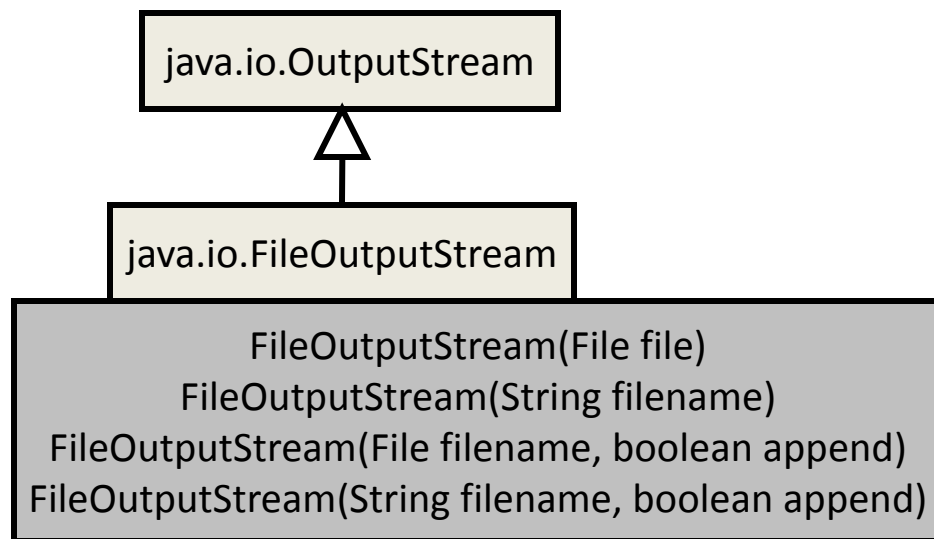 java.io.OutputStream
java.io.FileOutputStream
FileOutputStream(File file)
FileOutputStream(String filename)
FileOutputStream(File filename, boolean append)
FileOutputStream(String filename, boolean append)